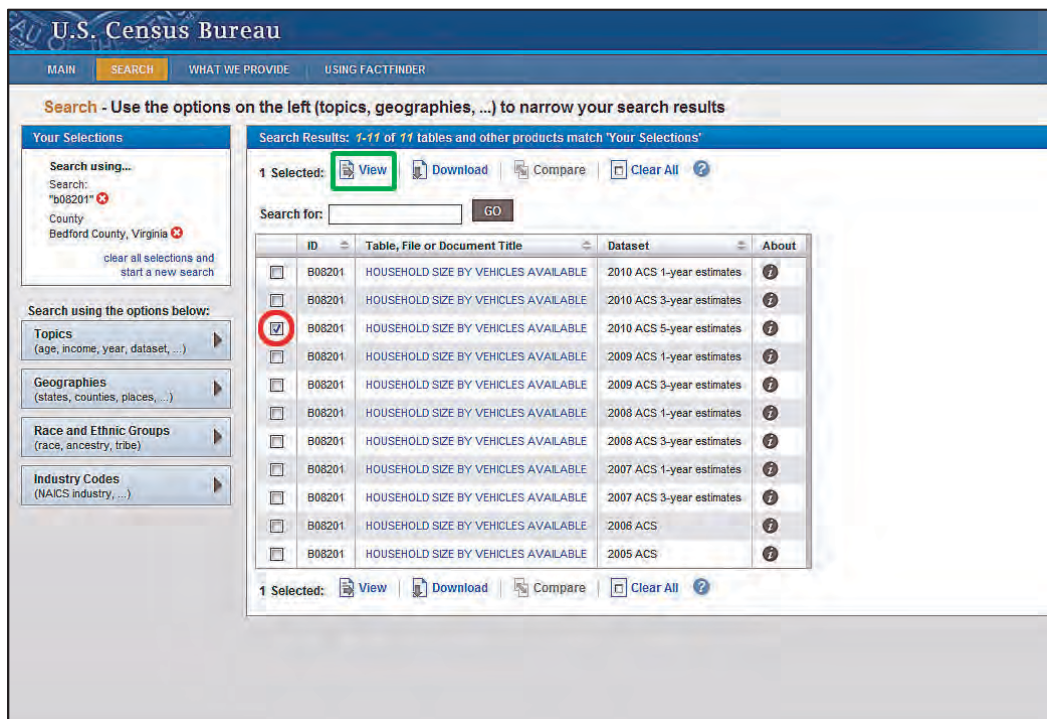 U.S. Census Bureau
MAIN SEARCH WHAT WE PROVIDE USING FACTFINDER
Search - Use the options on the left (topics, geographies, ...) to narrow your search results
Your Selections
Search using...
Search:
"b08201"
County
Bedford County, Virginia
clear all selections and
start a new search
Search using the options below:
Topics
(age, income, year, dataset, ...)
Geographies
(states, counties, places, ...)
Race and Ethnic Groups
(race, ancestry, tribe)
Industry Codes
(NAICS industry, ...)
Search Results: 1-11 of 11 tables and other products match 'Your Selections'
1 Selected: View Download Compare Clear All ?
Search for: GO
ID Table, File or Document Title Dataset About
B08201 HOUSEHOLD SIZE BY VEHICLES AVAILABLE 2010 ACS 1-year estimates i
B08201 HOUSEHOLD SIZE BY VEHICLES AVAILABLE 2010 ACS 3-year estimates i
B08201 HOUSEHOLD SIZE BY VEHICLES AVAILABLE 2010 ACS 5-year estimates i
B08201 HOUSEHOLD SIZE BY VEHICLES AVAILABLE 2009 ACS 1-year estimates i
B08201 HOUSEHOLD SIZE BY VEHICLES AVAILABLE 2009 ACS 3-year estimates i
B08201 HOUSEHOLD SIZE BY VEHICLES AVAILABLE 2008 ACS 1-year estimates i
B08201 HOUSEHOLD SIZE BY VEHICLES AVAILABLE 2008 ACS 3-year estimates i
B08201 HOUSEHOLD SIZE BY VEHICLES AVAILABLE 2007 ACS 1-year estimates i
B08201 HOUSEHOLD SIZE BY VEHICLES AVAILABLE 2007 ACS 3-year estimates i
B08201 HOUSEHOLD SIZE BY VEHICLES AVAILABLE 2006 ACS i
B08201 HOUSEHOLD SIZE BY VEHICLES AVAILABLE 2005 ACS i
1 Selected: View Download Compare Clear All ?